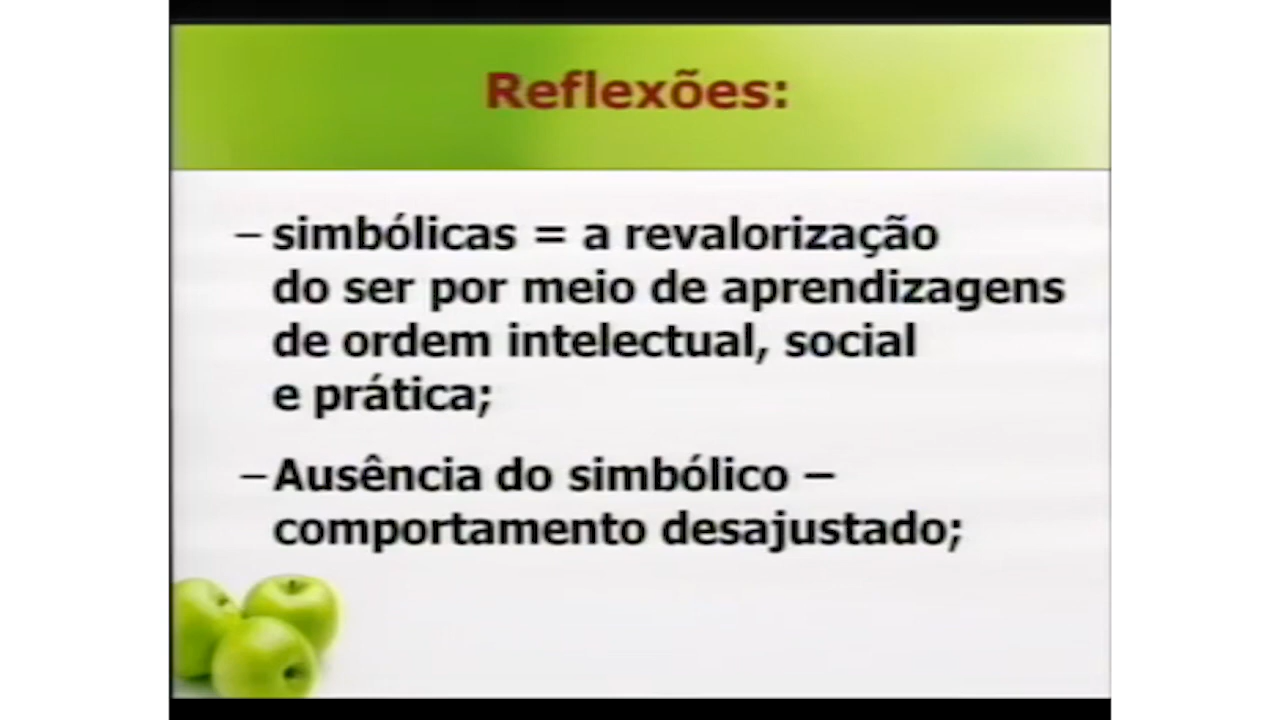 Reflexões:
– simbólicas = a revalorização
do ser por meio de aprendizagens
de ordem intelectual, social
e prática;
– Ausência do simbólico –
comportamento desajustado;